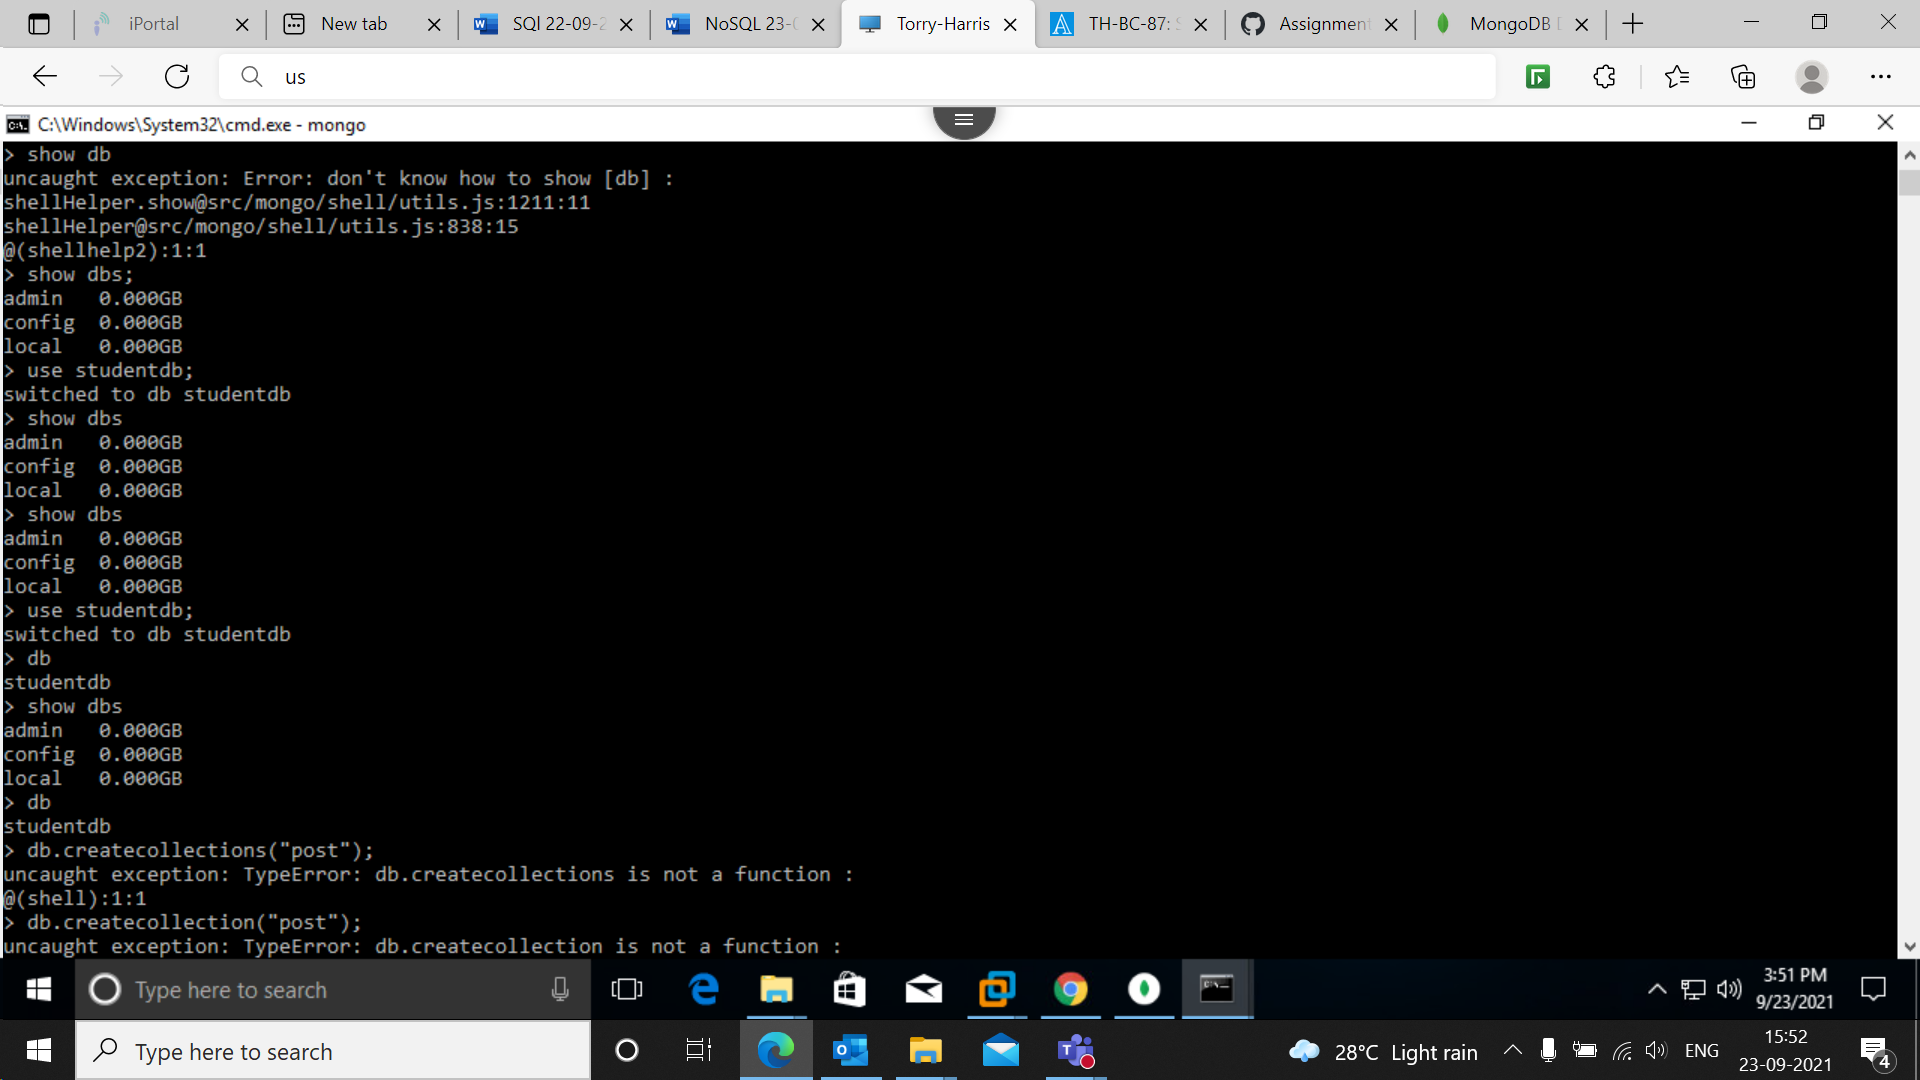 iPortal
New tab
SQl 22-09-2
NoSQL 23-0
Torry-Harris
TH-BC-87: S
Assignment
MongoDB D
us
C:\Windows\System32\cmd.exe - mongo
> show db
uncaught exception: Error: don't know how to show [db] :
shellHelper.show@src/mongo/shell/utils.js:1211:11
shellHelper@src/mongo/shell/utils.js:838:15
@(shellhelp2):1:1
> show dbs;
admin   0.000GB
config  0.000GB
local   0.000GB
> use studentdb;
switched to db studentdb
> show dbs
admin   0.000GB
config  0.000GB
local   0.000GB
> show dbs
admin   0.000GB
config  0.000GB
local   0.000GB
> use studentdb;
switched to db studentdb
> db
studentdb
> show dbs
admin   0.000GB
config  0.000GB
local   0.000GB
> db
studentdb
> db.createcollections("post");
uncaught exception: TypeError: db.createcollections is not a function :
@(shell):1:1
> db.createcollection("post");
uncaught exception: TypeError: db.createcollection is not a function :
Type here to search
3:51 PM
9/23/2021
Type here to search
28°C Light rain
ENG
15:52
23-09-2021
4